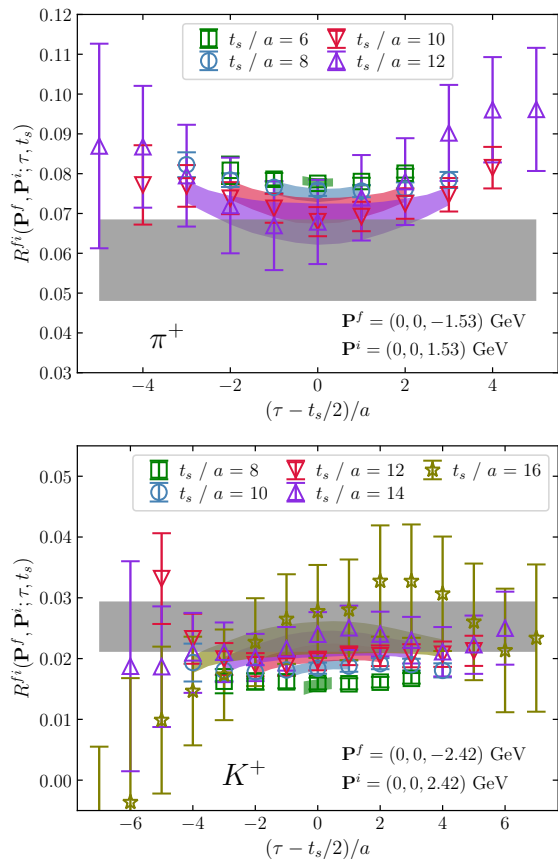 0.12
0.11
0.10
0.09
0.08
0.07
0.06
0.05
0.04
0.03
R^{fi}(P^f, P^i, τ, t_s)
t_s / a = 6
t_s / a = 8
t_s / a = 10
t_s / a = 12
π^+
P^f = (0, 0, −1.53) GeV
P^i = (0, 0, 1.53) GeV
−4 −2 0 2 4
(τ − t_s/2)/a
0.05
0.04
0.03
0.02
0.01
0.00
R^{fi}(P^f, P^i, τ, t_s)
t_s / a = 8
t_s / a = 10
t_s / a = 12
t_s / a = 14
t_s / a = 16
K^+
P^f = (0, 0, −2.42) GeV
P^i = (0, 0, 2.42) GeV
−6 −4 −2 0 2 4 6
(τ − t_s/2)/a